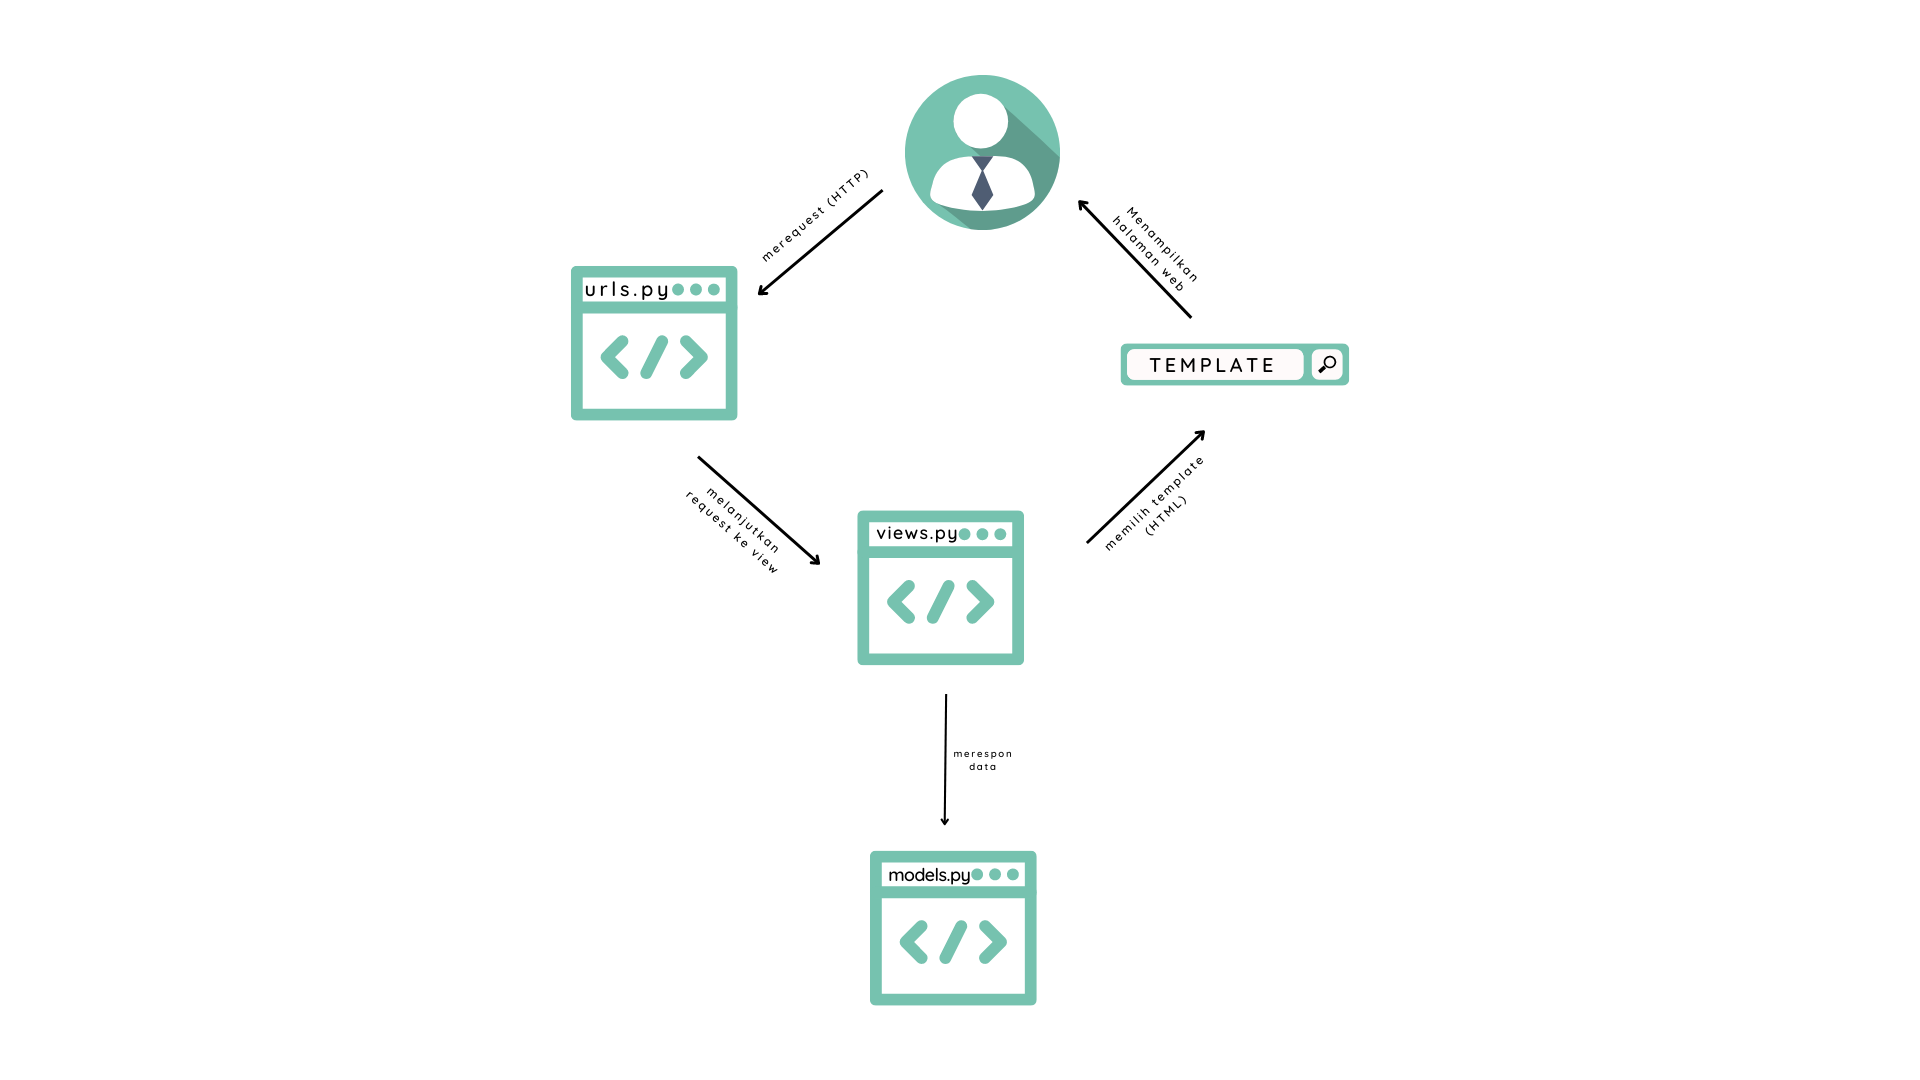 merequest (HTTP)
Menampilkan
halaman web
urls.py
TEMPLATE
melanjutkan
request ke view
memilih template
(HTML)
views.py
merespon
data
models.py